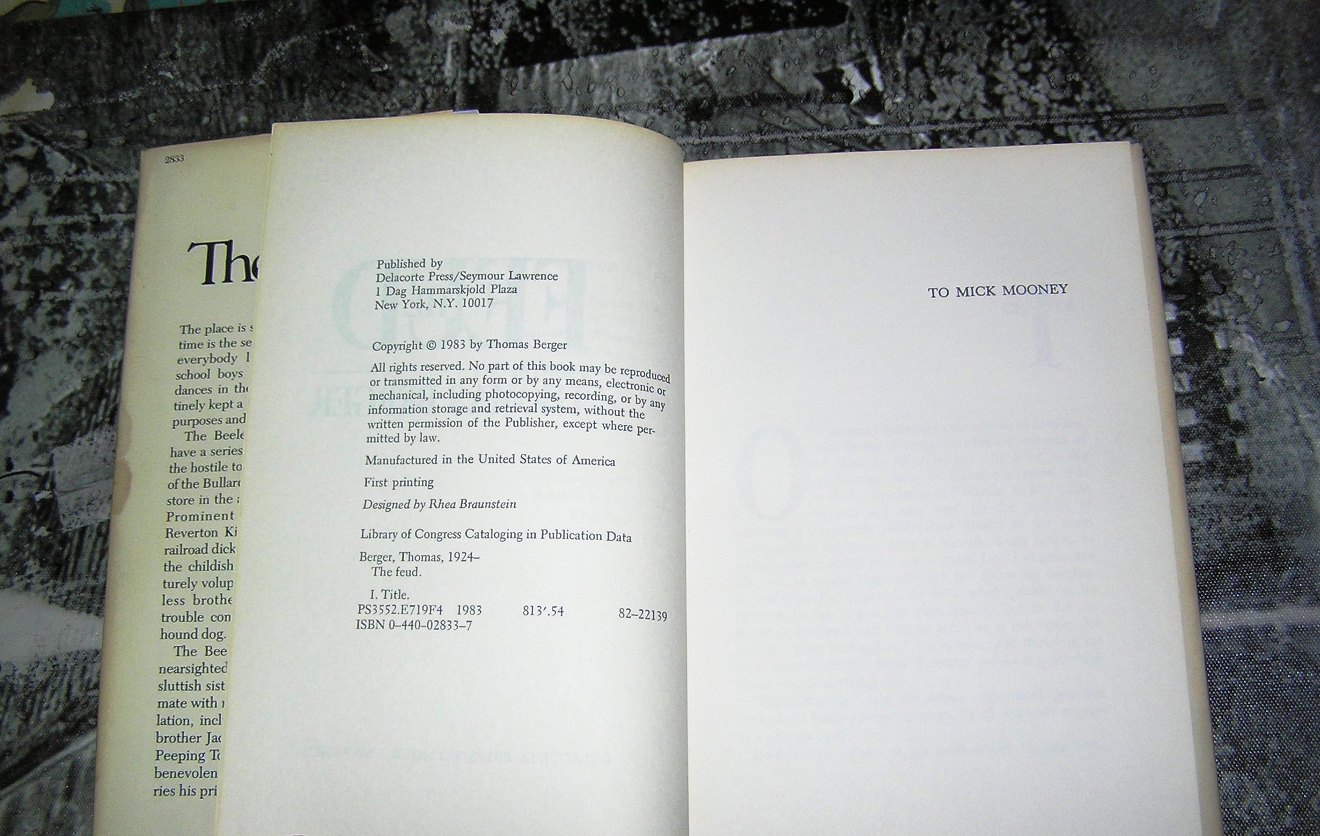 2833
The
The place is s
time is the se
everybody
school boys
dances in the
tinely kept a
purposes and
The Beele
have a series
the hostile to
of the Bullard
store in the
Prominent
Reverton Ki
railroad dick
the childish
turely volup
less brothe
trouble con
hound dog.
The Bee
nearsighted
sluttish sist
mate with
lation, incl
brother Jac
Peeping To
benevolen
ries his pri
Published by
Delacorte Press/Seymour Lawrence
1 Dag Hammarskjold Plaza
New York, N.Y. 10017
Copyright © 1983 by Thomas Berger
All rights reserved. No part of this book may be reproduced
or transmitted in any form or by any means, electronic or
mechanical, including photocopying, recording, or by any
information storage and retrieval system, without the
written permission of the Publisher, except where per-
mitted by law.
Manufactured in the United States of America
First printing
Designed by Rhea Braunstein
Library of Congress Cataloging in Publication Data
Berger, Thomas, 1924–
The feud.
I. Title.
PS3552.E719F4 1983 813'.54 82–22139
ISBN 0–440–02833–7
TO MICK MOONEY